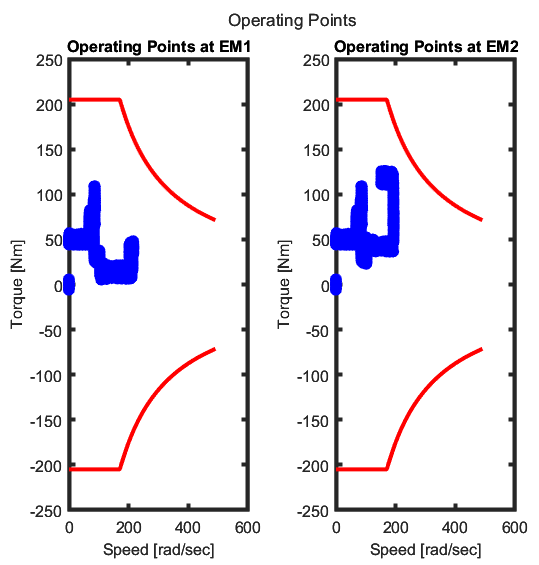 Operating Points
Operating Points at EM1
250
200
150
100
50
0
-50
-100
-150
-200
-250
Torque [Nm]
0 200 400 600
Speed [rad/sec]
Operating Points at EM2
250
200
150
100
50
0
-50
-100
-150
-200
-250
Torque [Nm]
0 200 400 600
Speed [rad/sec]